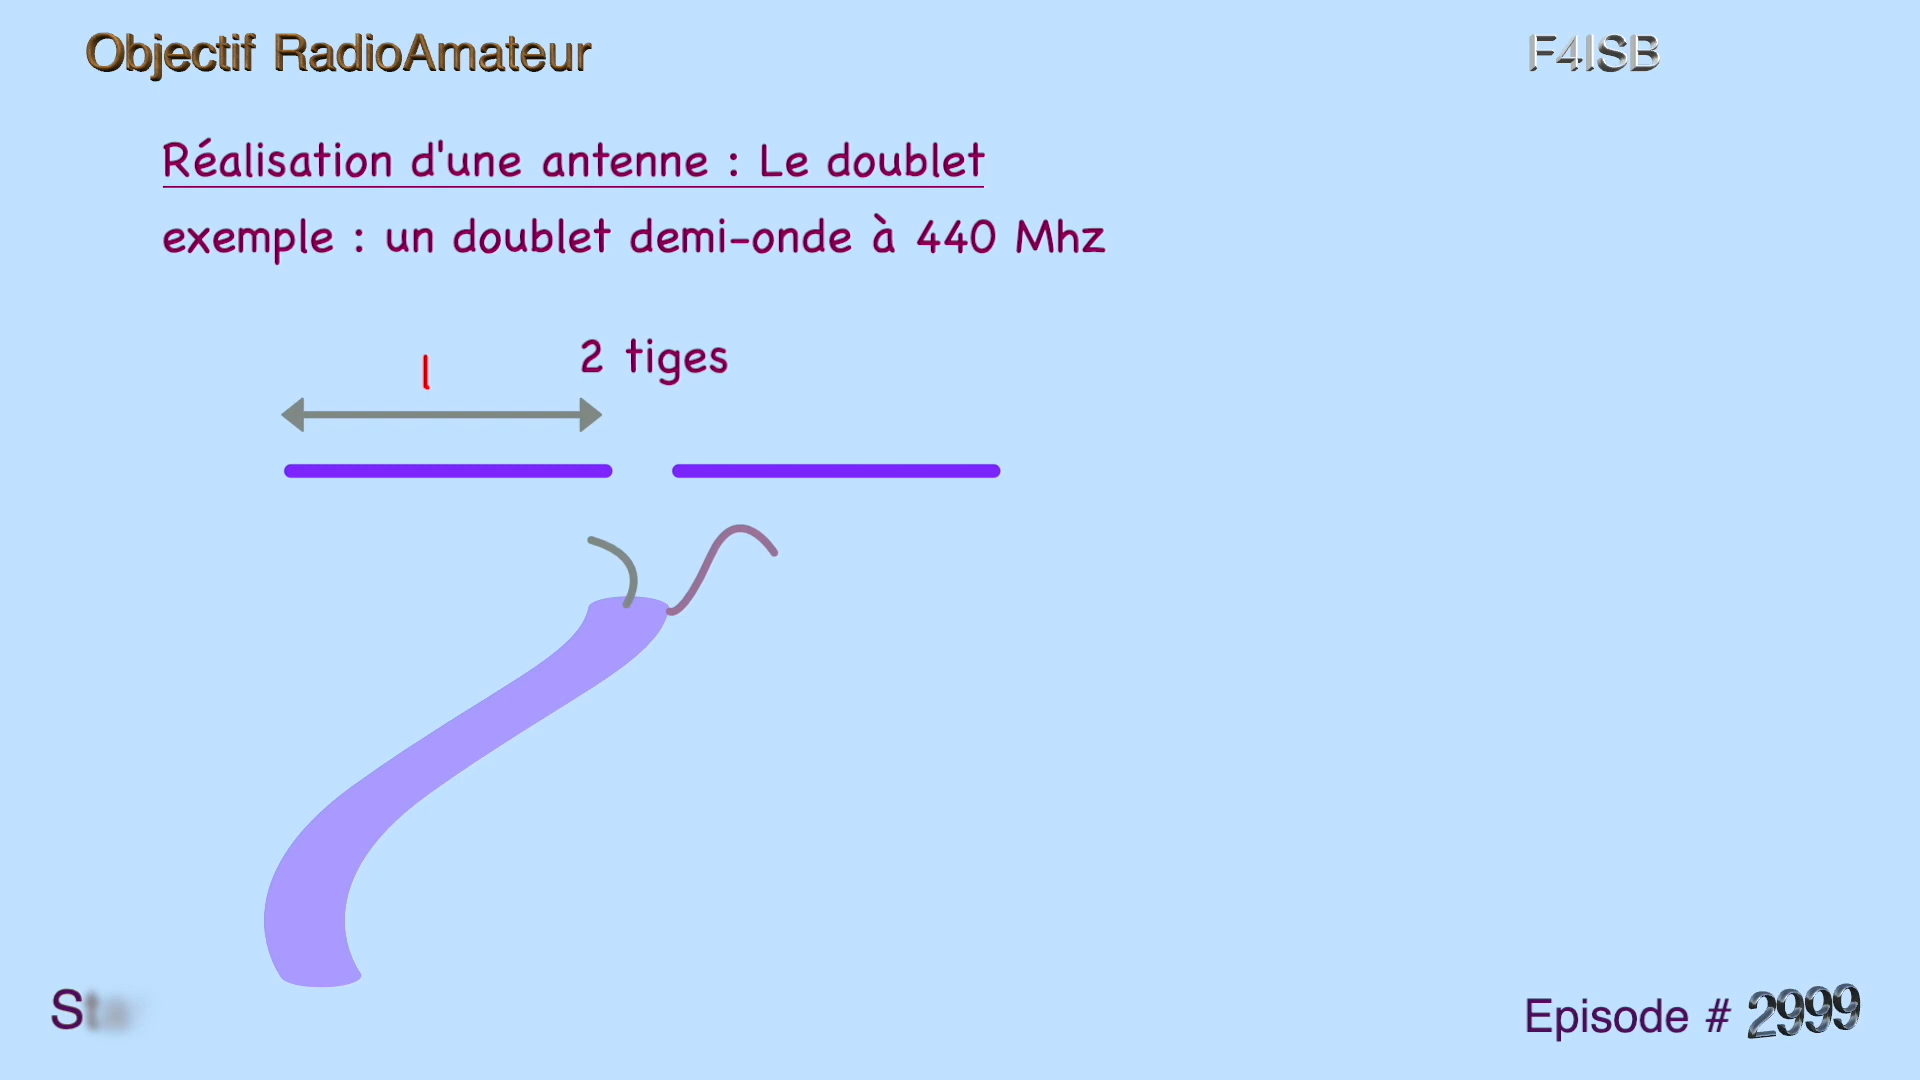 Objectif RadioAmateur
F4ISB
Réalisation d'une antenne : Le doublet
exemple : un doublet demi-onde à 440 Mhz
2 tiges
l
Episode # 2999